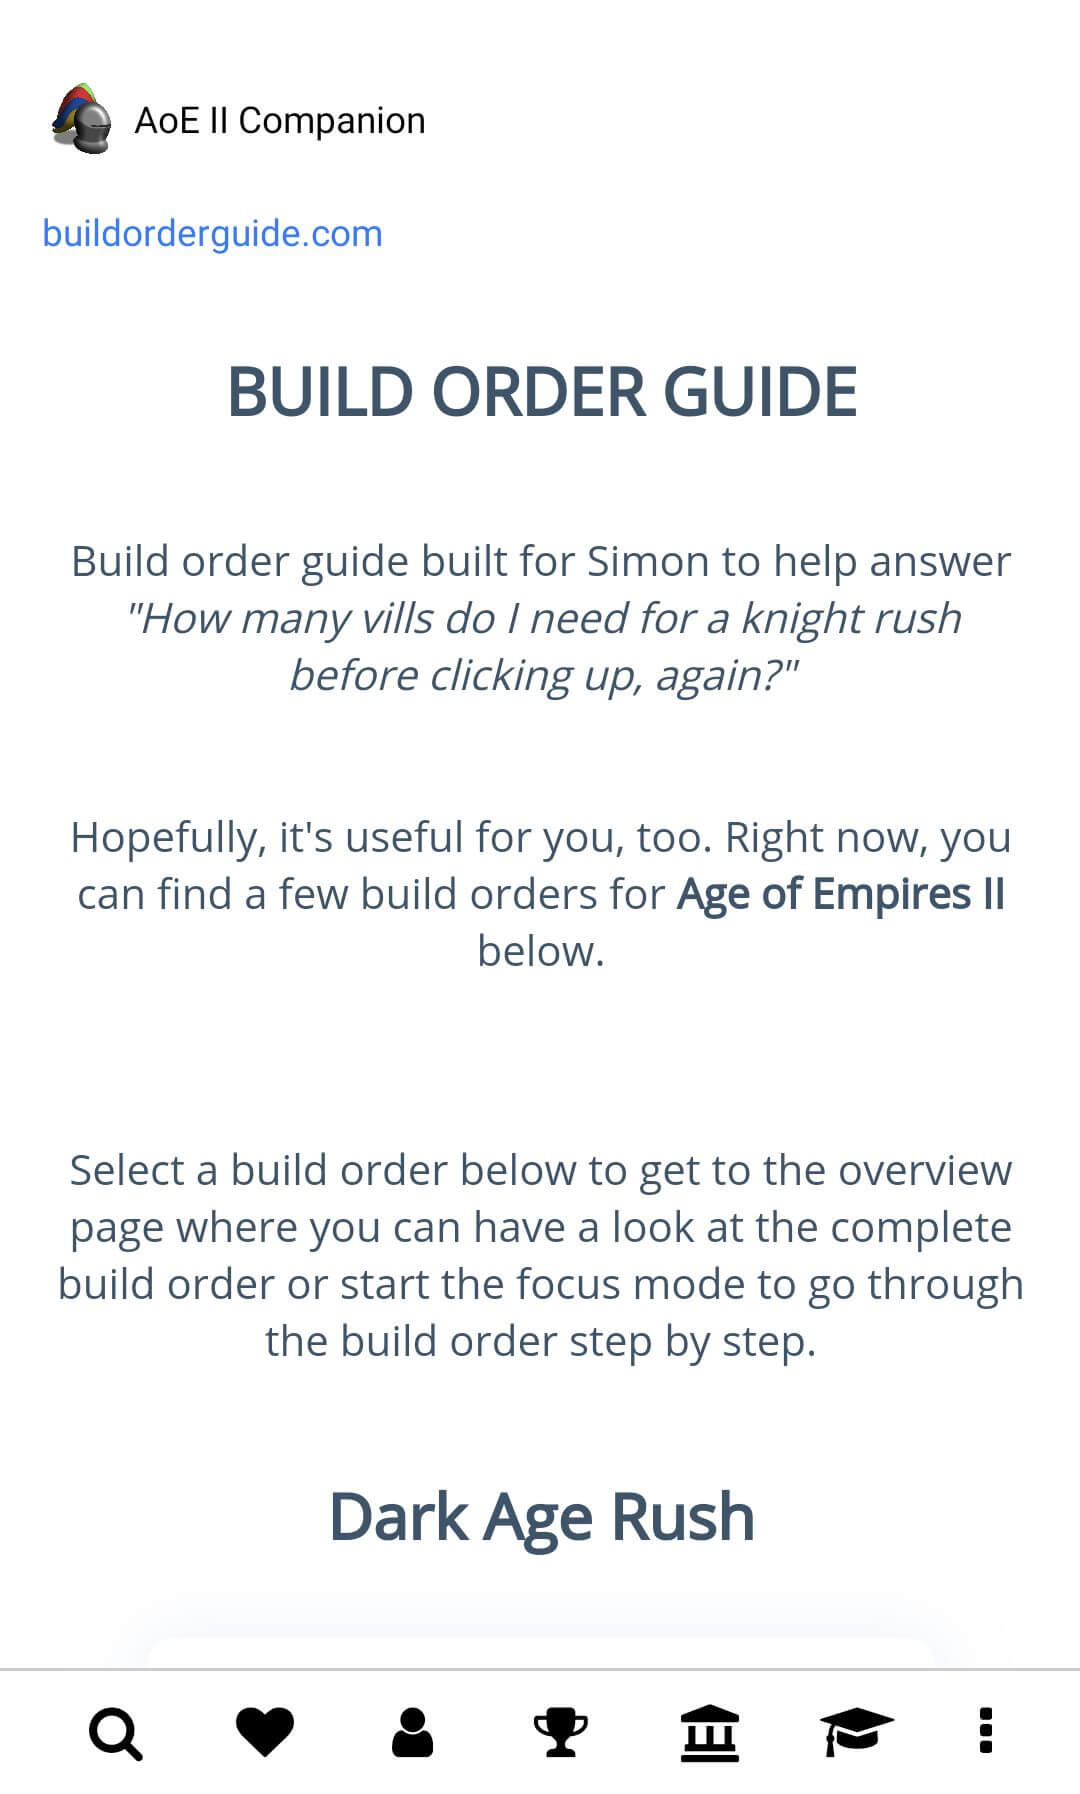 AoE II Companion
buildorderguide.com
BUILD ORDER GUIDE
Build order guide built for Simon to help answer
"How many vills do I need for a knight rush
before clicking up, again?"
Hopefully, it's useful for you, too. Right now, you
can find a few build orders for Age of Empires II
below.
Select a build order below to get to the overview
page where you can have a look at the complete
build order or start the focus mode to go through
the build order step by step.
Dark Age Rush